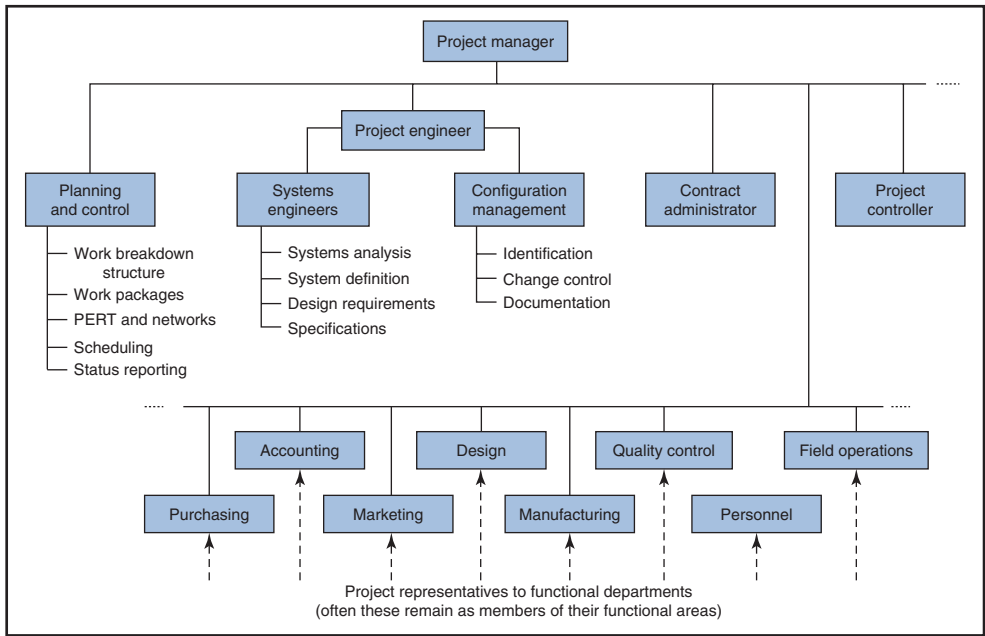 Project manager
Project engineer
Planning
and control
Systems
engineers
Configuration
management
Contract
administrator
Project
controller
Work breakdown
structure
Work packages
PERT and networks
Scheduling
Status reporting
Systems analysis
System definition
Design requirements
Specifications
Identification
Change control
Documentation
Accounting
Design
Quality control
Field operations
Purchasing
Marketing
Manufacturing
Personnel
Project representatives to functional departments
(often these remain as members of their functional areas)